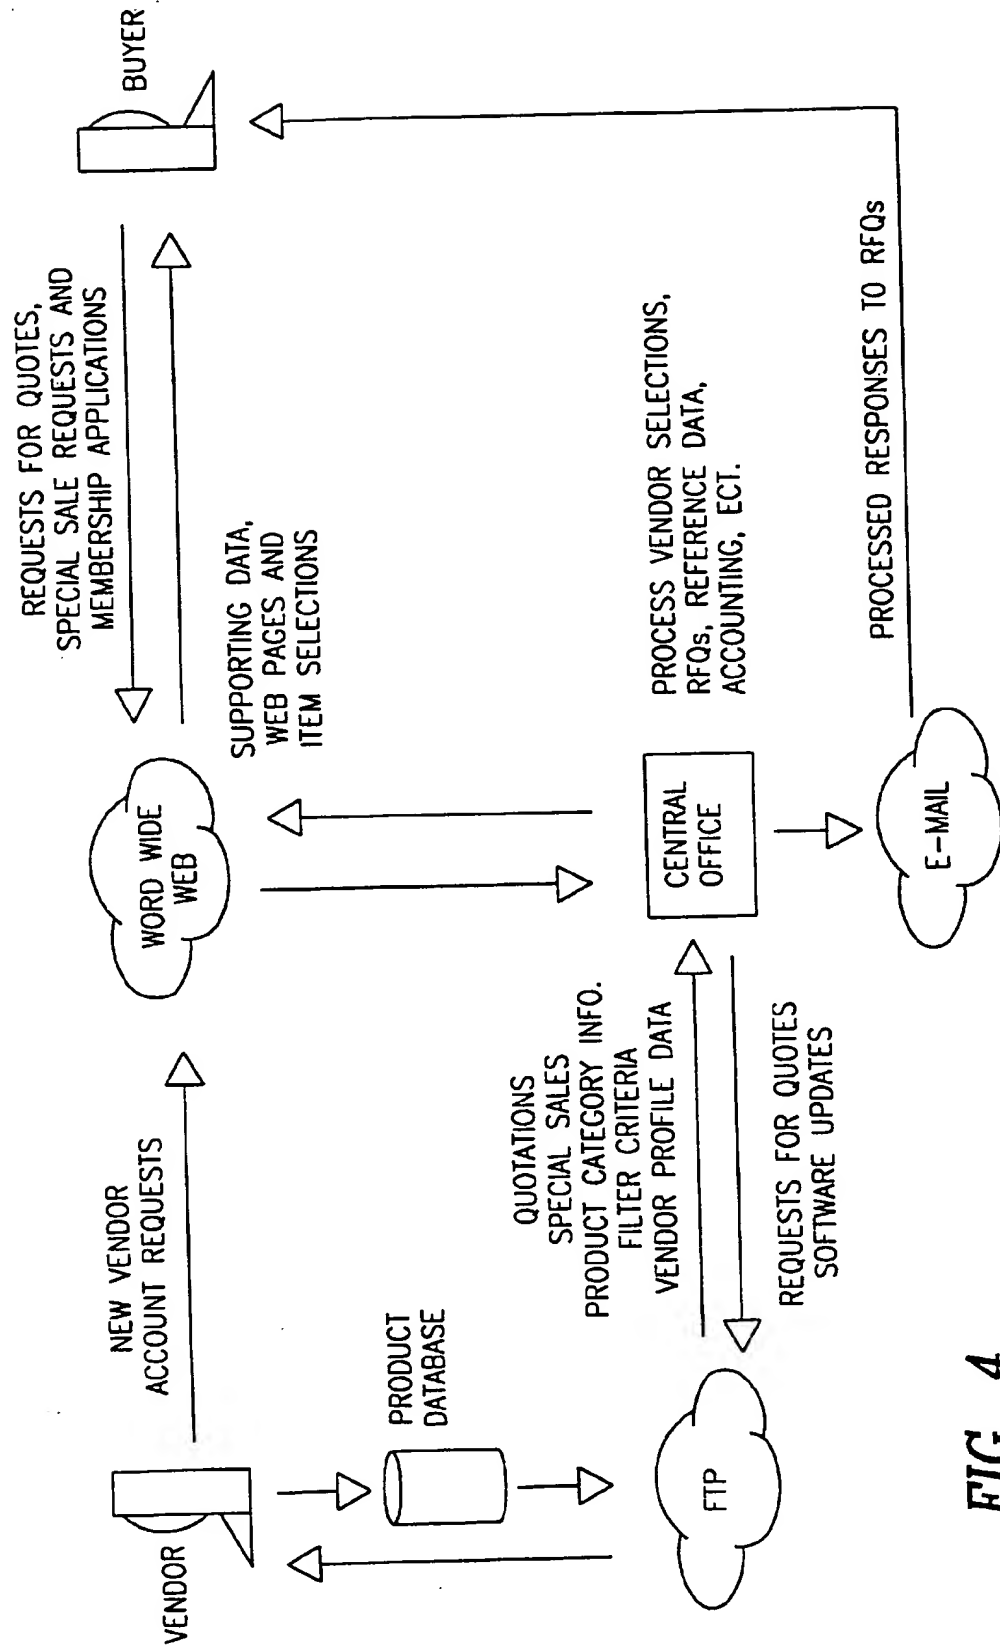 VENDOR
NEW VENDOR
ACCOUNT REQUESTS
WORD WIDE
WEB
REQUESTS FOR QUOTES,
SPECIAL SALE REQUESTS AND
MEMBERSHIP APPLICATIONS
BUYER
SUPPORTING DATA,
WEB PAGES AND
ITEM SELECTIONS
PRODUCT
DATABASE
QUOTATIONS
SPECIAL SALES
PRODUCT CATEGORY INFO.
FILTER CRITERIA
VENDOR PROFILE DATA
CENTRAL
OFFICE
PROCESS VENDOR SELECTIONS,
RFQs, REFERENCE DATA,
ACCOUNTING, ECT.
FTP
REQUESTS FOR QUOTES
SOFTWARE UPDATES
E-MAIL
PROCESSED RESPONSES TO RFQs
FIG. 4